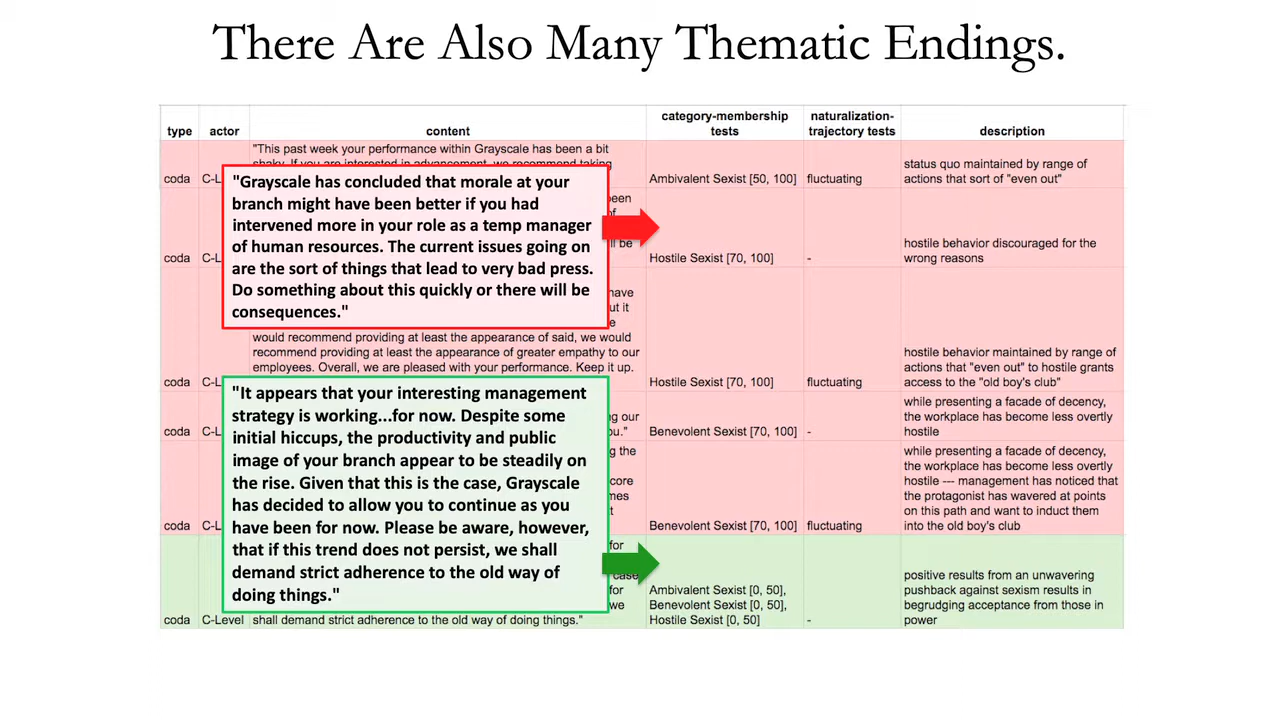 There Are Also Many Thematic Endings.
type actor content category-membership tests naturalization-trajectory tests description
"This past week your performance within Grayscale has been a bit
shaky. If you are interested in advancement, we recommend taking
coda C-L
Ambivalent Sexist [50, 100] fluctuating
status quo maintained by range of
actions that sort of "even out"
"Grayscale has concluded that morale at your
branch might have been better if you had
intervened more in your role as a temp manager
of human resources. The current issues going on
are the sort of things that lead to very bad press.
Do something about this quickly or there will be
consequences."
been
of
ll be
coda C-L
Hostile Sexist [70, 100] -
hostile behavior discouraged for the
wrong reasons
have
ut it
e
would recommend providing at least the appearance of said, we would
recommend providing at least the appearance of greater empathy to our
employees. Overall, we are pleased with your performance. Keep it up.
coda C-L
Hostile Sexist [70, 100] fluctuating
hostile behavior maintained by range of
actions that "even out" to hostile grants
access to the "old boy's club"
"It appears that your interesting management
strategy is working...for now. Despite some
initial hiccups, the productivity and public
image of your branch appear to be steadily on
the rise. Given that this is the case, Grayscale
has decided to allow you to continue as you
have been for now. Please be aware, however,
that if this trend does not persist, we shall
demand strict adherence to the old way of
doing things."
ng our
ou."
coda C-L
Benevolent Sexist [70, 100] -
while presenting a facade of decency,
the workplace has become less overtly
hostile
g the
core
mes
t
coda C-L
Benevolent Sexist [70, 100] fluctuating
while presenting a facade of decency,
the workplace has become less overtly
hostile --- management has noticed that
the protagonist has wavered at points
on this path and want to induct them
into the old boy's club
for
case
for
we
coda C-Level shall demand strict adherence to the old way of doing things."
Ambivalent Sexist [0, 50],
Benevolent Sexist [0, 50],
Hostile Sexist [0, 50] -
positive results from an unwavering
pushback against sexism results in
begrudging acceptance from those in
power